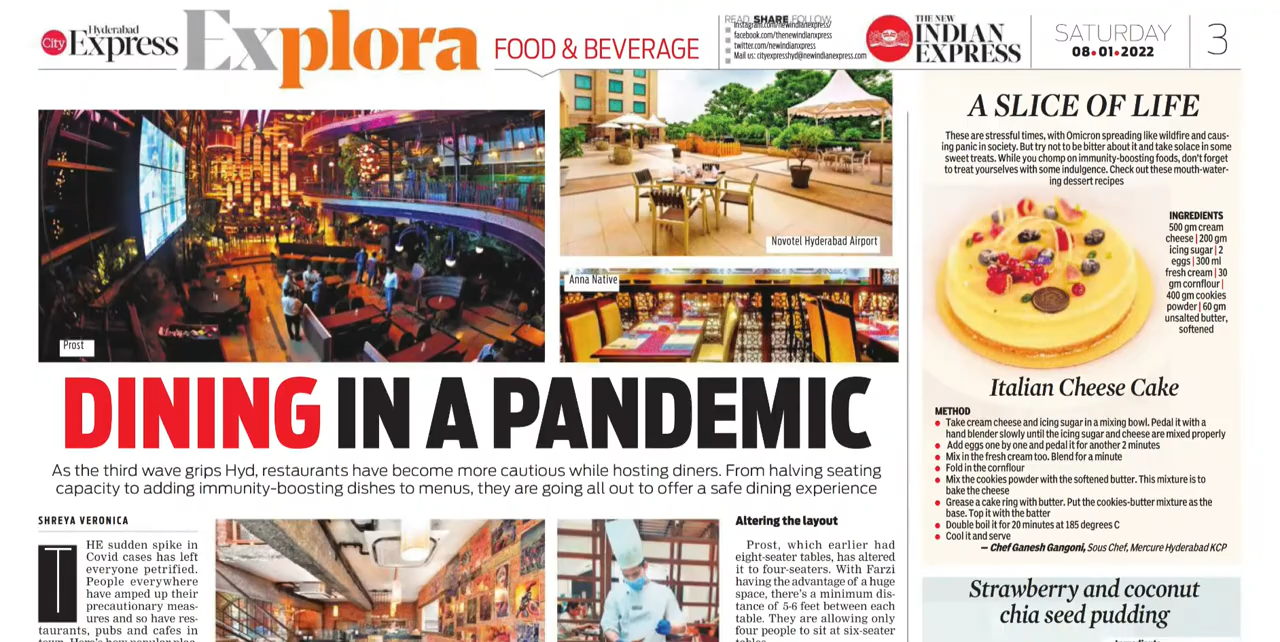 City
Hyderabad
Express
Explora
FOOD & BEVERAGE
READ SHARE FOLLOW
instagram.com/newindianexpress/
facebook.com/thenewindianxpress
twitter.com/newindianxpress
Mail us: cityexpresshyd@newindianexpress.com
THE NEW
INDIAN
EXPRESS
SATURDAY
08•01•2022
3
Prost
Novotel Hyderabad Airport
Anna Native
DINING IN A PANDEMIC
As the third wave grips Hyd, restaurants have become more cautious while hosting diners. From halving seating
capacity to adding immunity-boosting dishes to menus, they are going all out to offer a safe dining experience
SHREYA VERONICA
THE sudden spike in
Covid cases has left
everyone petrified.
People everywhere
have amped up their
precautionary meas-
ures and so have res-
taurants, pubs and cafes in
Altering the layout
Prost, which earlier had
eight-seater tables, has altered
it to four-seaters. With Farzi
having the advantage of a huge
space, there's a minimum dis-
tance of 5-6 feet between each
table. They are allowing only
four people to sit at six-seater
A SLICE OF LIFE
These are stressful times, with Omicron spreading like wildfire and caus-
ing panic in society. But try not to be bitter about it and take solace in some
sweet treats. While you chomp on immunity-boosting foods, don't forget
to treat yourselves with some indulgence. Check out these mouth-water-
ing dessert recipes
INGREDIENTS
500 gm cream
cheese | 200 gm
icing sugar | 2
eggs | 300 ml
fresh cream | 30
gm cornflour |
400 gm cookies
powder | 60 gm
unsalted butter,
softened
Italian Cheese Cake
METHOD
• Take cream cheese and icing sugar in a mixing bowl. Pedal it with a
hand blender slowly until the icing sugar and cheese are mixed properly
• Add eggs one by one and pedal it for another 2 minutes
• Mix in the fresh cream too. Blend for a minute
• Fold in the cornflour
• Mix the cookies powder with the softened butter. This mixture is to
bake the cheese
• Grease a cake ring with butter. Put the cookies-butter mixture as the
base. Top it with the batter
• Double boil it for 20 minutes at 185 degrees C
• Cool it and serve
— Chef Ganesh Gangoni, Sous Chef, Mercure Hyderabad KCP
Strawberry and coconut
chia seed pudding